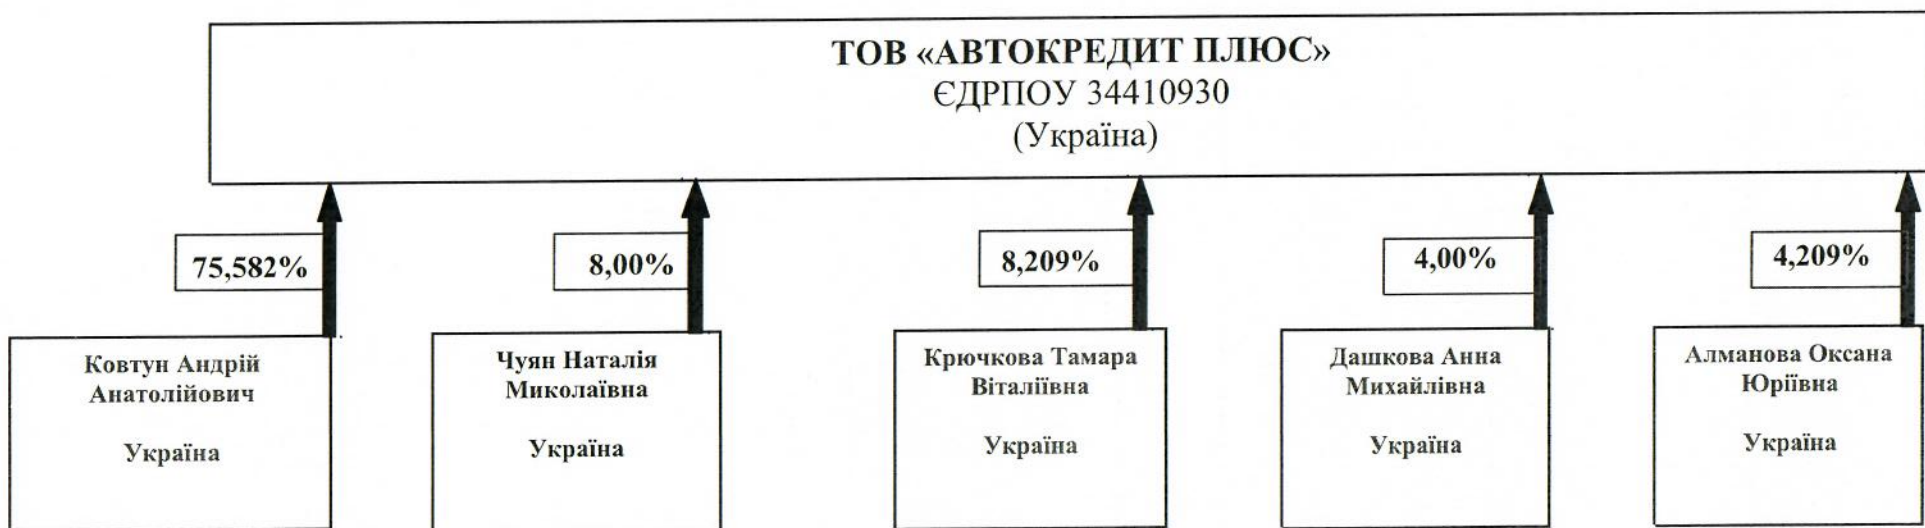 ТОВ «АВТОКРЕДИТ ПЛЮС»
ЄДРПОУ 34410930
(Україна)
75,582%
8,00%
8,209%
4,00%
4,209%
Ковтун Андрій
Анатолійович
Україна
Чуян Наталія
Миколаївна
Україна
Крючкова Тамара
Віталіївна
Україна
Дашкова Анна
Михайлівна
Україна
Алманова Оксана
Юріївна
Україна